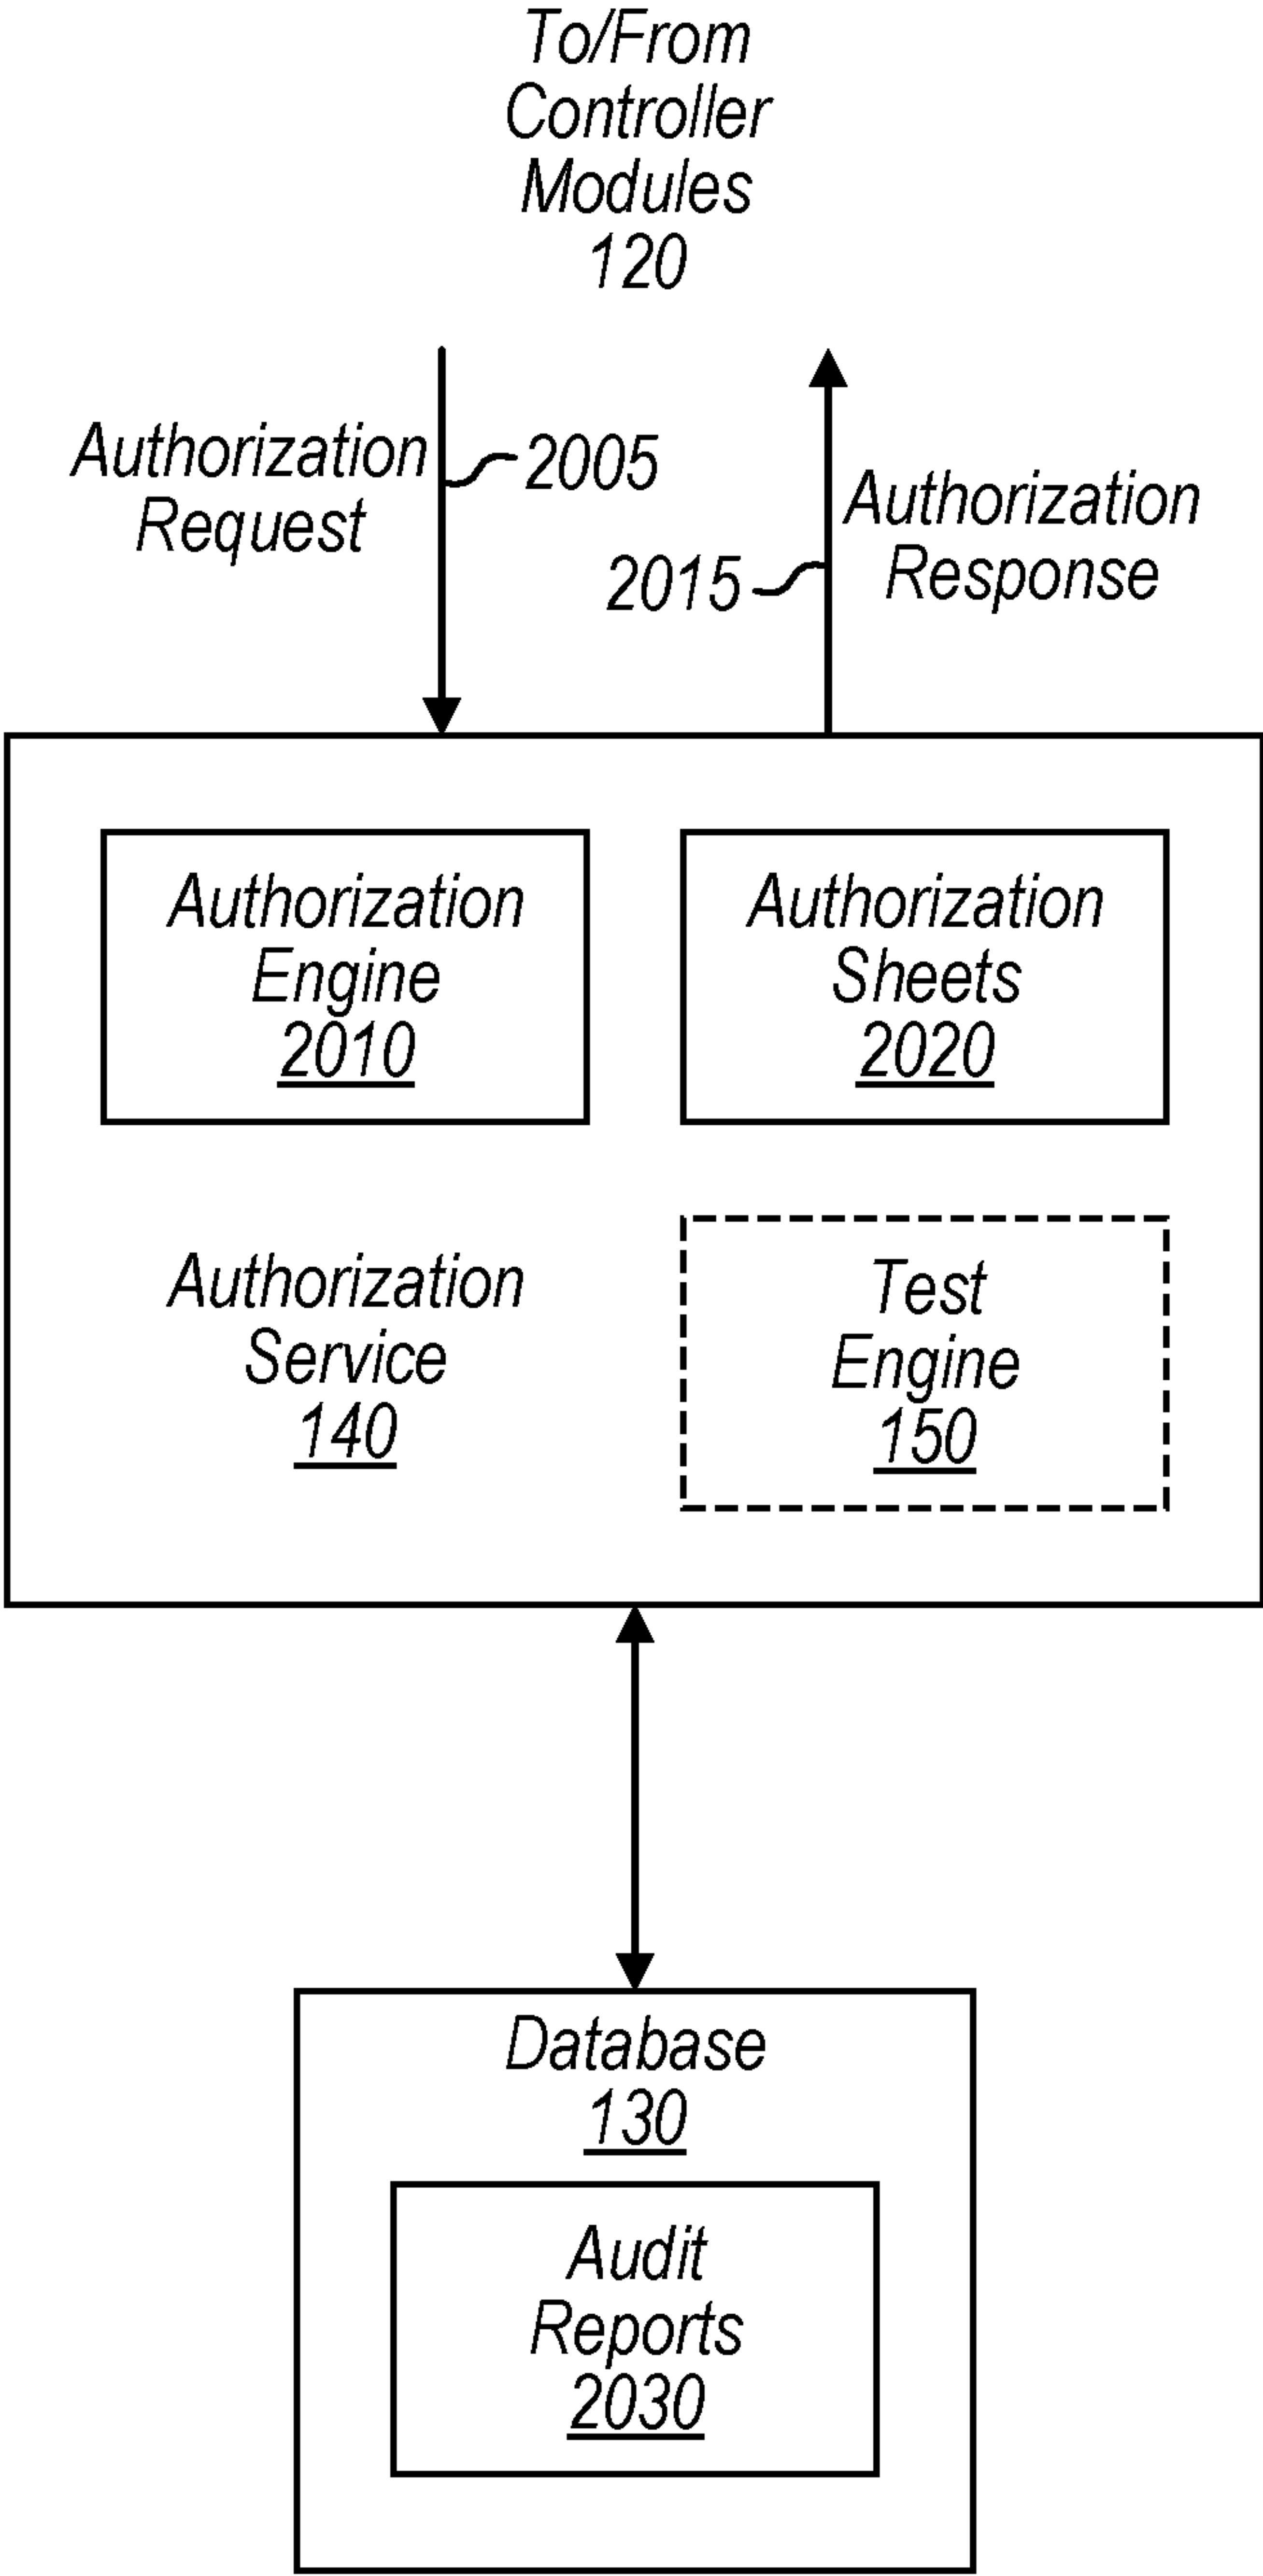 To/From
Controller
Modules
120
Authorization
Request
2005
2015
Authorization
Response
Authorization
Engine
2010
Authorization
Sheets
2020
Authorization
Service
140
Test
Engine
150
Database
130
Audit
Reports
2030